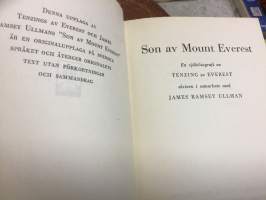 DENNA UPPLAGA AV
TENZINGS AV EVEREST OCH JAMES
RAMSEY ULLMANS "SON AV MOUNT EVEREST"
ÄR EN ORIGINALUPPLAGA PÅ SVENSKA
SPRÅKET OCH ÅTERGER ORIGINALETS
TEXT UTAN FÖRKORTNINGAR
OCH SAMMANDRAG
Son av Mount Everest
En självbiografi av
TENZING av EVEREST
skriven i samarbete med
JAMES RAMSEY ULLMAN